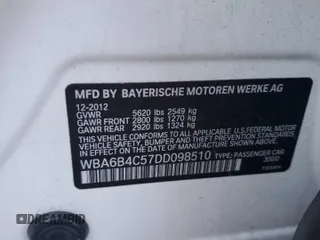 MFD BY BAYERISCHE MOTOREN WERKE AG
12-2012
GVWR 5620 lbs 2549 kg
GAWR FRONT 2800 lbs 1270 kg
GAWR REAR 2920 lbs 1324 kg
THIS VEHICLE CONFORMS TO ALL APPLICABLE U.S. FEDERAL
MOTOR VEHICLE SAFETY, BUMPER, AND THEFT PREVENTION
STANDARDS IN EFFECT ON THE DATE OF MANUFACTURE SHOWN ABOVE.
WBA6B4C57DD098510 TYPE: PASSENGER CAR
DREAMBID